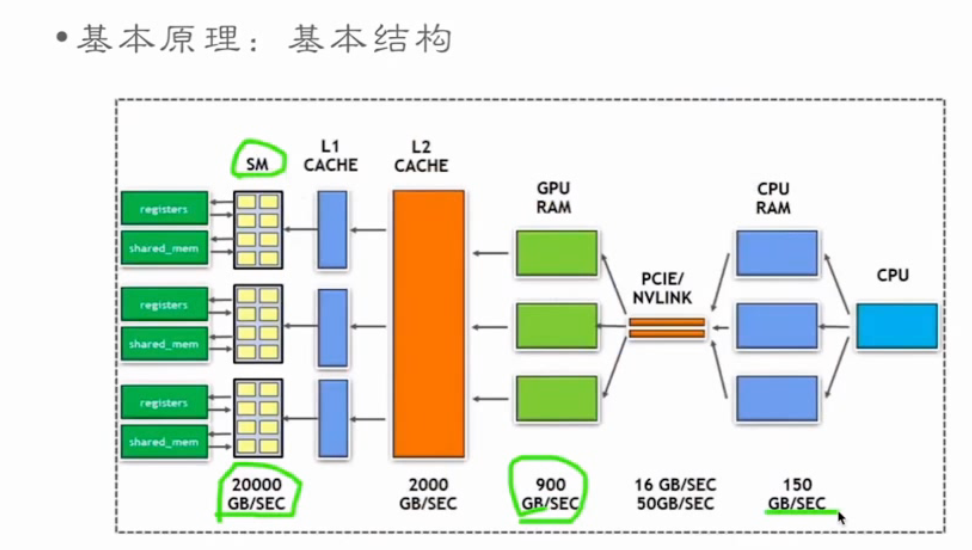 •基本原理：基本结构
SM
L1
CACHE
L2
CACHE
GPU
RAM
CPU
RAM
PCIE/
NVLINK
CPU
registers
shared_mem
registers
shared_mem
registers
shared_mem
20000
GB/SEC
2000
GB/SEC
900
GB/SEC
16 GB/SEC
50GB/SEC
150
GB/SEC